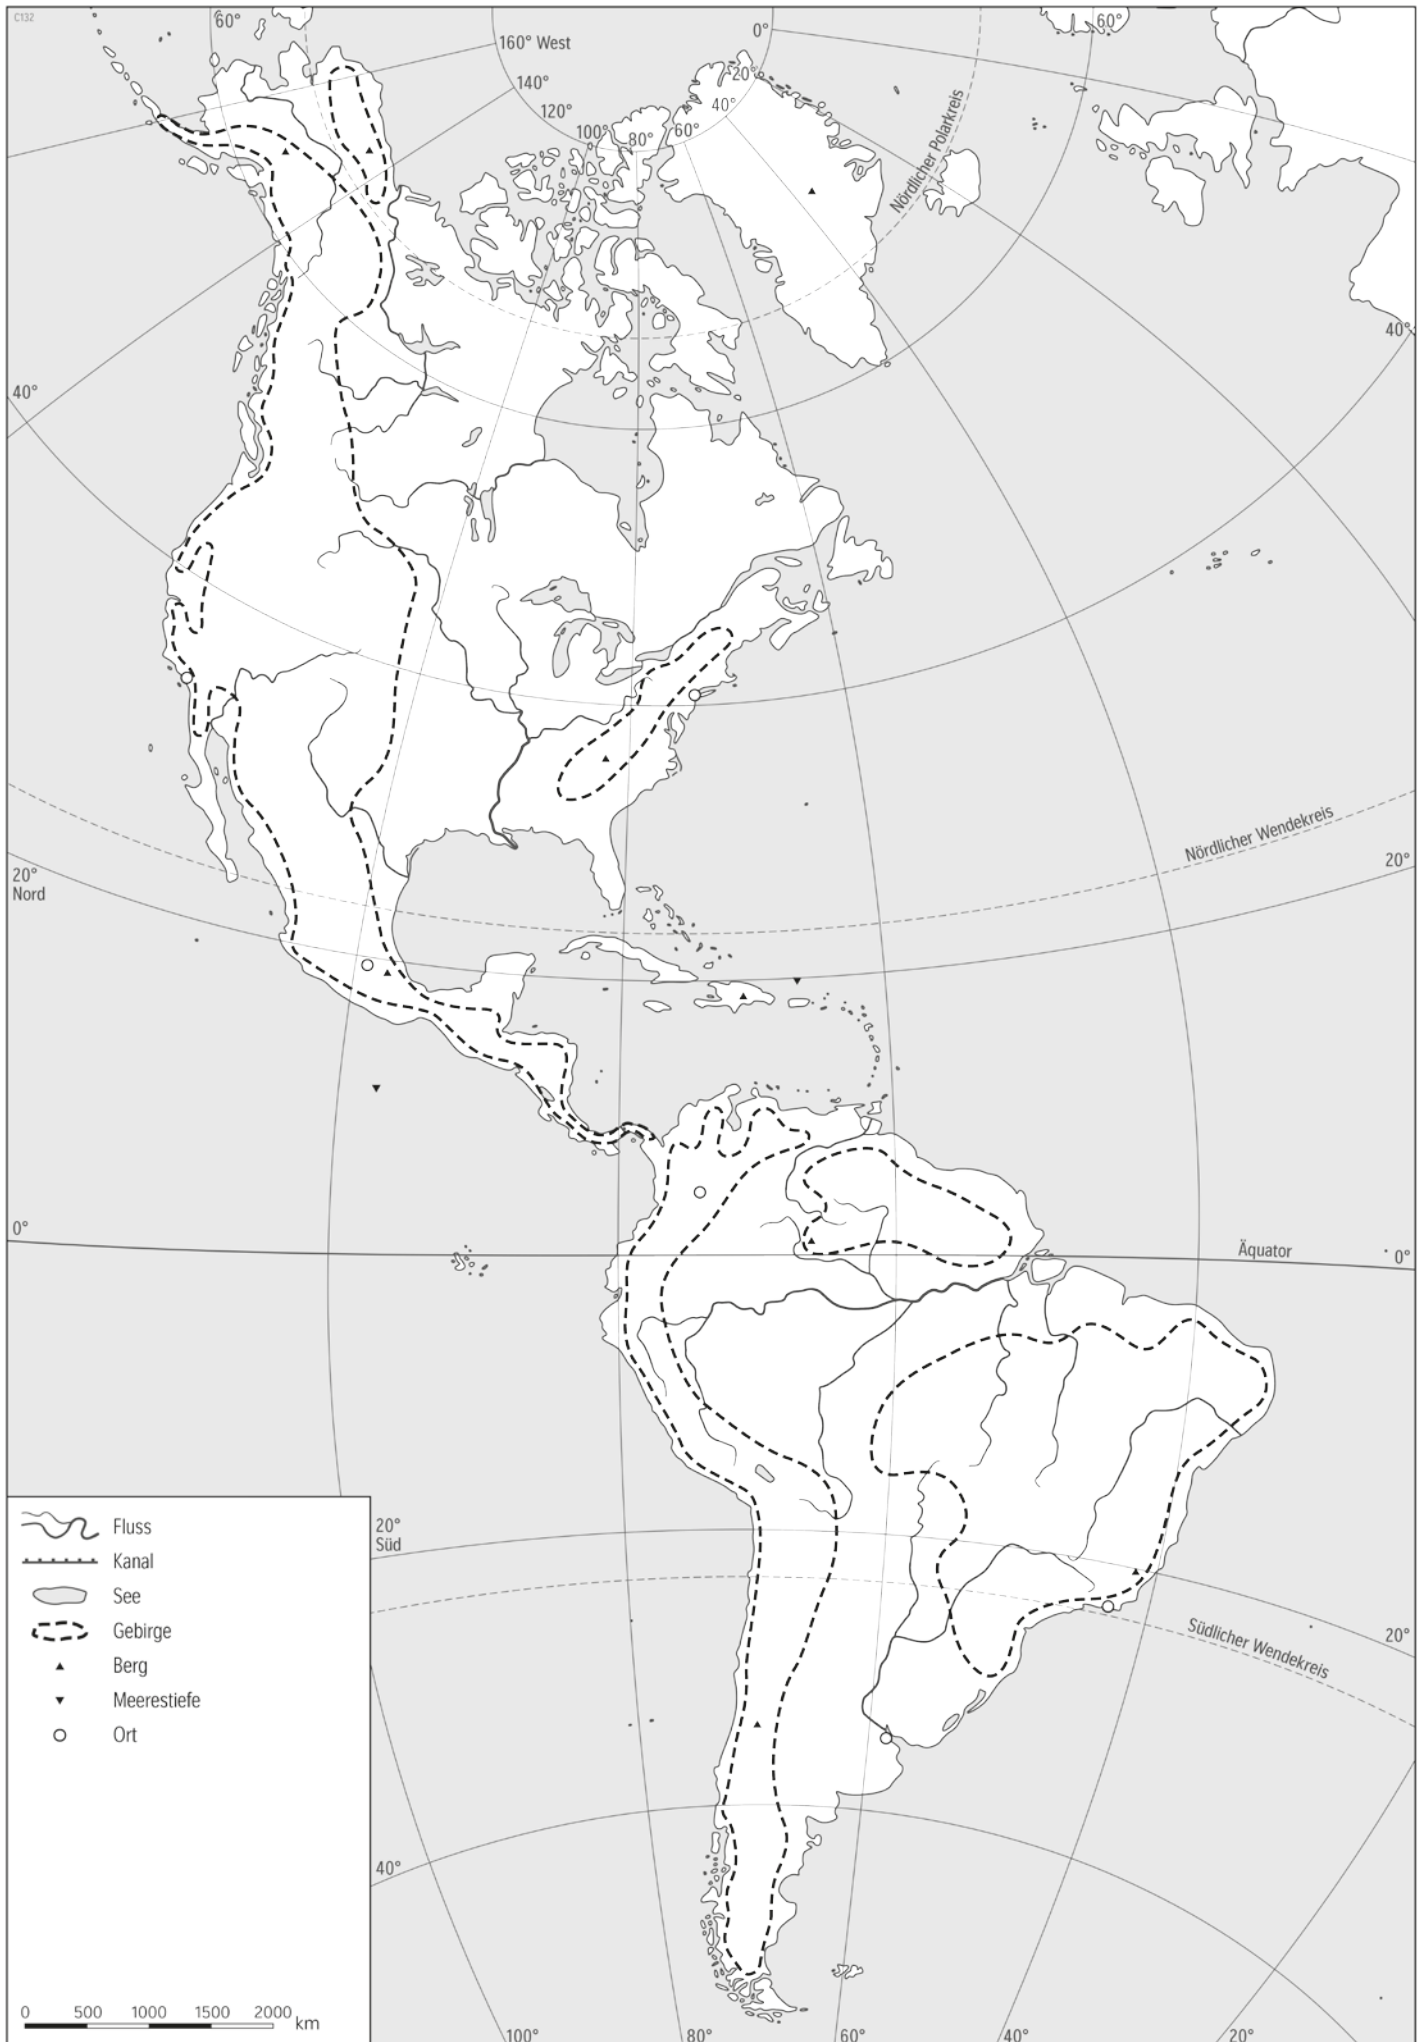 C132
60°
160° West
0°
60°
140°
20°
120°
40°
100°
80°
60°
Nördlicher Polarkreis
40°
40°
Nördlicher Wendekreis
20°
20°
Nord
0°
Äquator
0°
Fluss
Kanal
See
Gebirge
Berg
Meerestiefe
Ort
20°
Süd
Südlicher Wendekreis
20°
40°
0 500 1000 1500 2000 km
100°
80°
60°
40°
20°